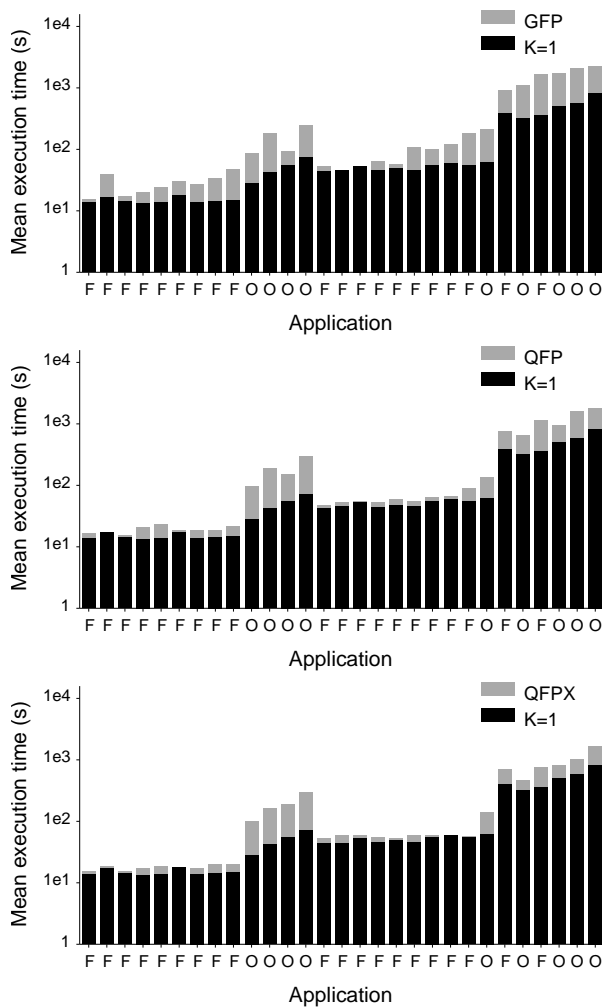 1e4
GFP
K=1
1e3
1e2
1e1
1
Mean execution time (s)
F F F F F F F F F O O O O F F F F F F F F F O F O F O O O
Application
1e4
QFP
K=1
1e3
1e2
1e1
1
Mean execution time (s)
F F F F F F F F F O O O O F F F F F F F F F O F O F O O O
Application
1e4
QFPX
K=1
1e3
1e2
1e1
1
Mean execution time (s)
F F F F F F F F F O O O O F F F F F F F F F O F O F O O O
Application